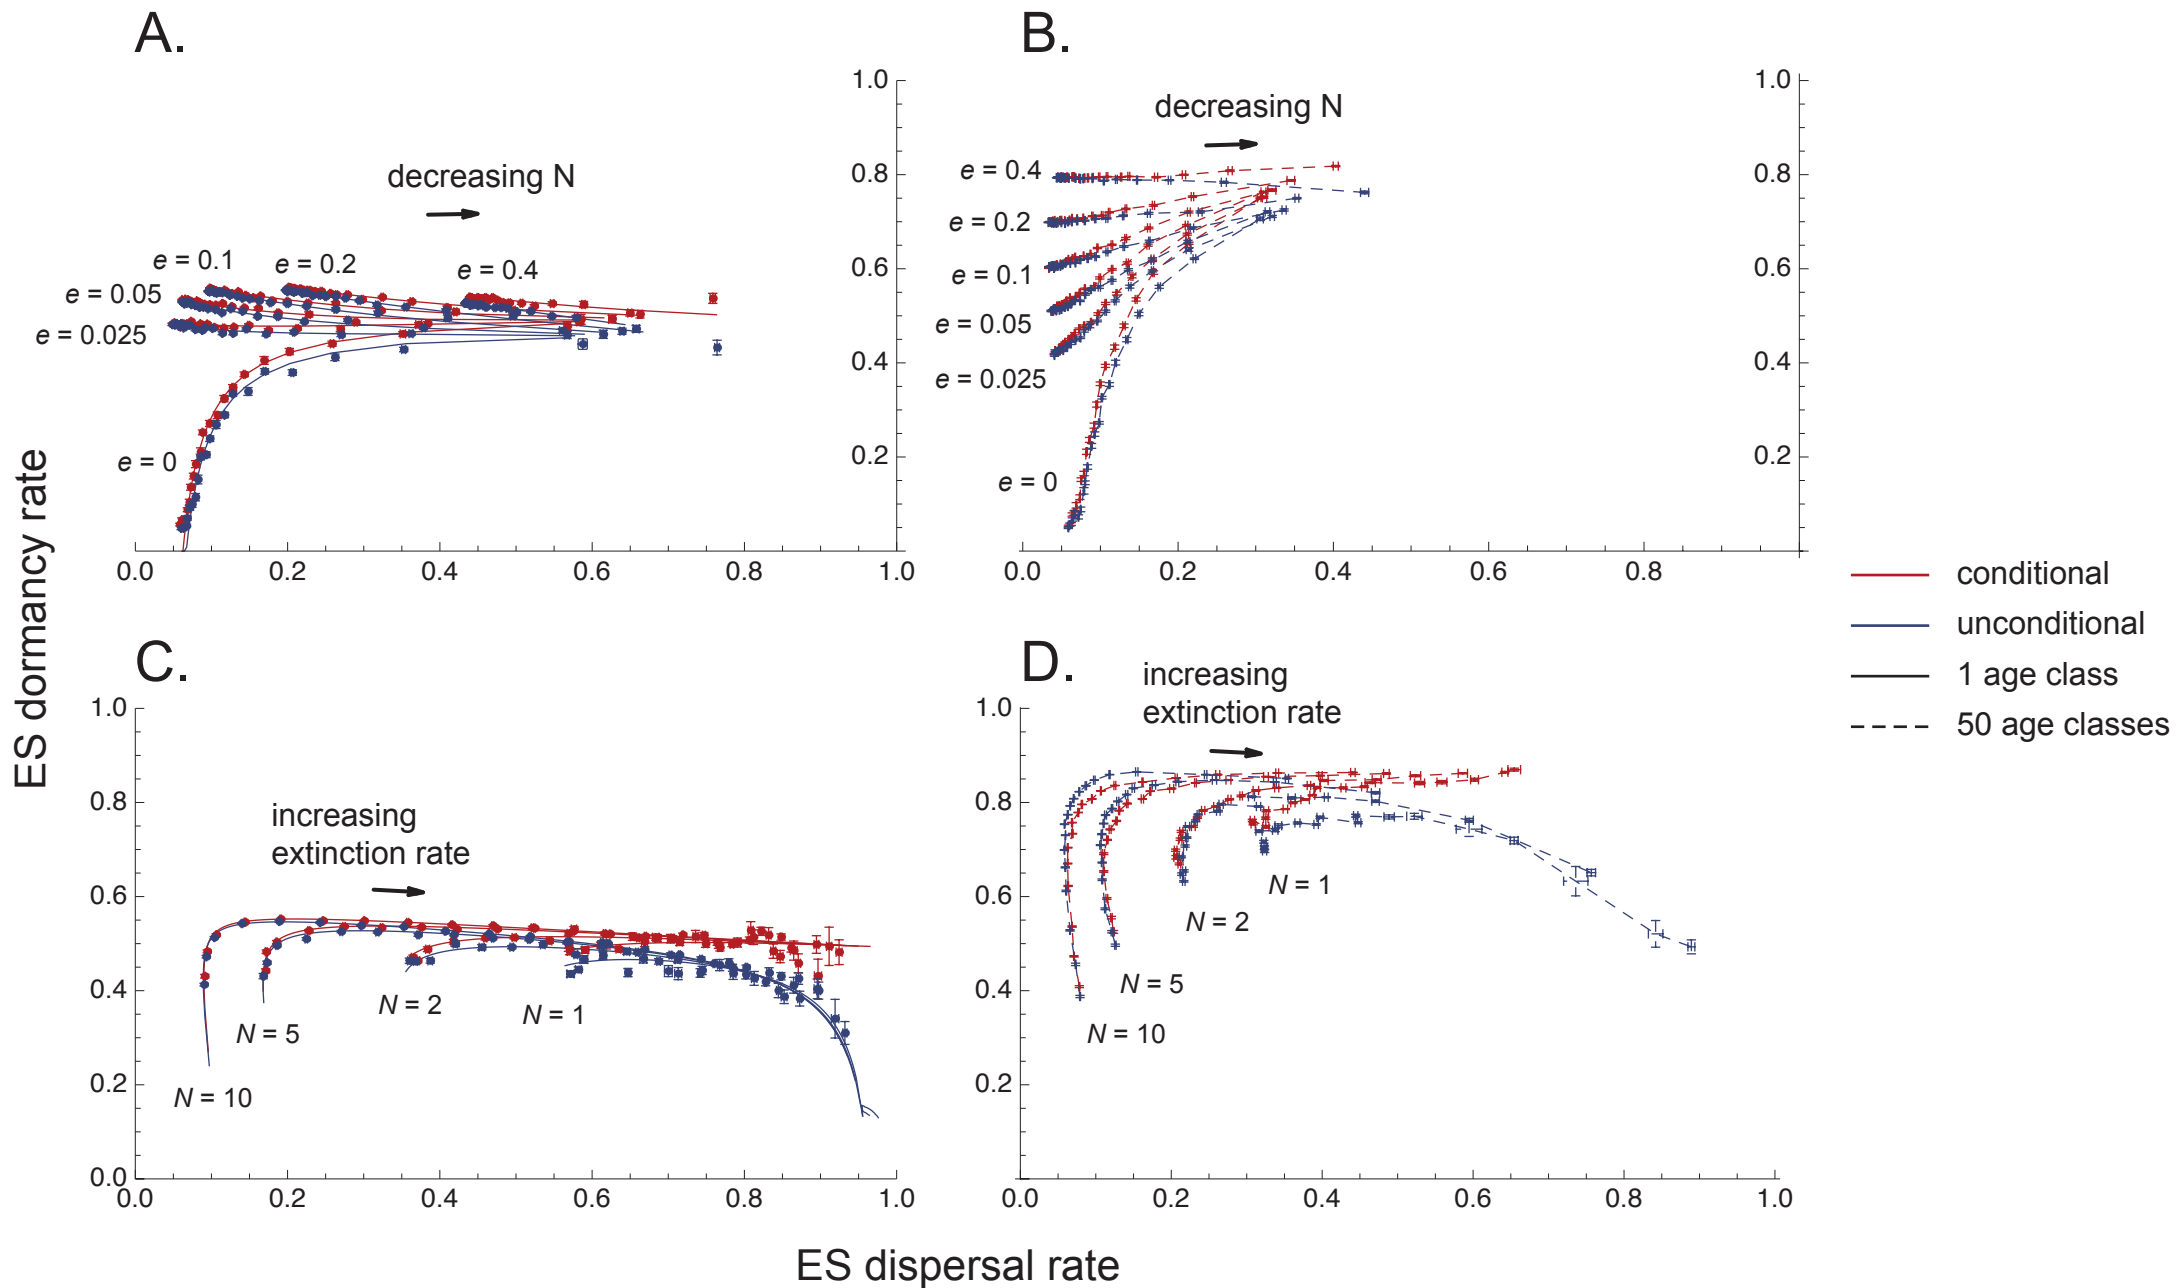 A.
B.
decreasing N
decreasing N
e = 0.1
e = 0.2
e = 0.4
e = 0.05
e = 0.025
e = 0
1.0
0.8
0.6
0.4
0.2
0.0
0.2
0.4
0.6
0.8
1.0
e = 0.4
e = 0.2
e = 0.1
e = 0.05
e = 0.025
e = 0
1.0
0.8
0.6
0.4
0.2
0.0
0.2
0.4
0.6
0.8
ES dormancy rate
conditional
unconditional
1 age class
50 age classes
C.
increasing
extinction rate
1.0
0.8
0.6
0.4
0.2
0.0
N = 10
N = 5
N = 2
N = 1
0.0
0.2
0.4
0.6
0.8
1.0
D.
increasing
extinction rate
1.0
0.8
0.6
0.4
0.2
N = 1
N = 2
N = 5
N = 10
0.0
0.2
0.4
0.6
0.8
1.0
ES dispersal rate